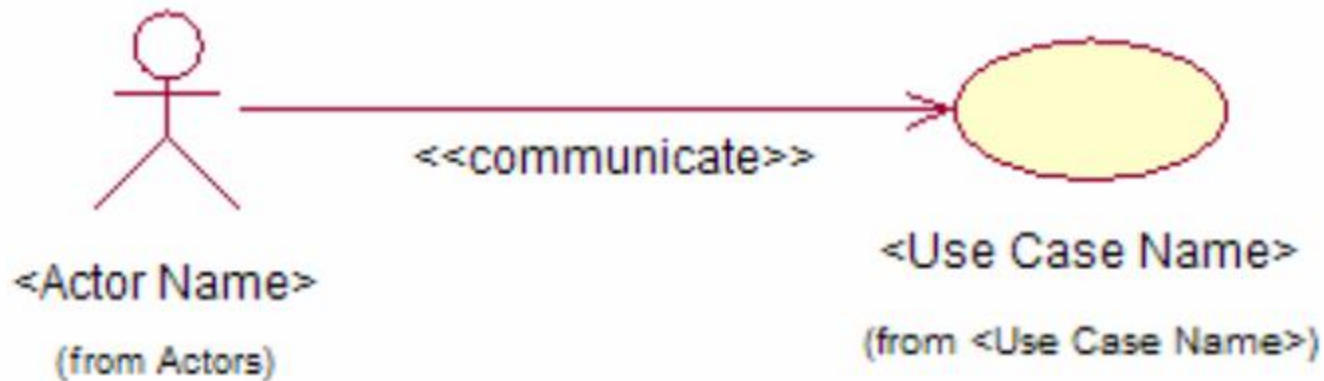 <<communicate>>
<Actor Name>
(from Actors)
<Use Case Name>
(from <Use Case Name>)